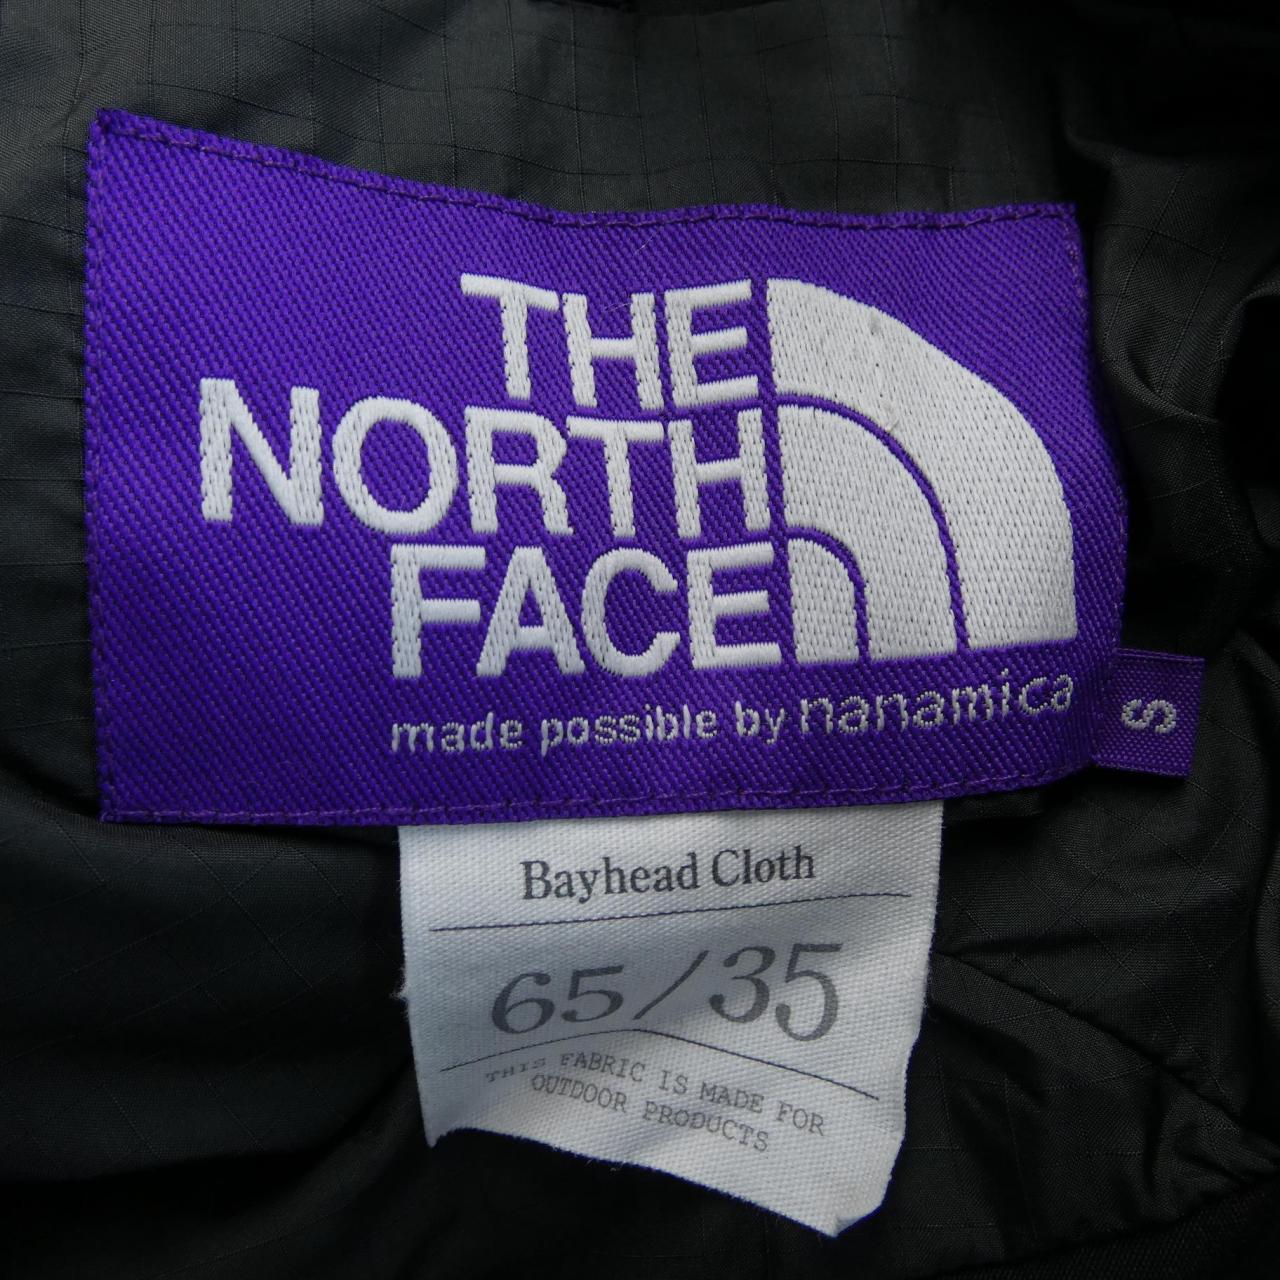 THE
NORTH
FACE
made possible by nanamica
S
Bayhead Cloth
65/35
THIS FABRIC IS MADE FOR
OUTDOOR PRODUCTS